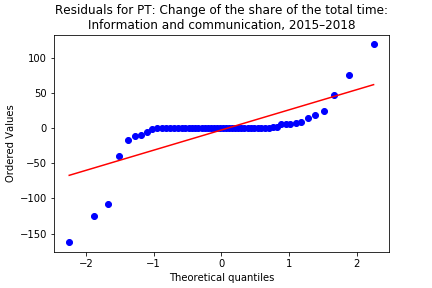 Residuals for PT: Change of the share of the total time:
Information and communication, 2015–2018
Ordered Values
100
50
0
−50
−100
−150
−2
−1
0
1
2
Theoretical quantiles